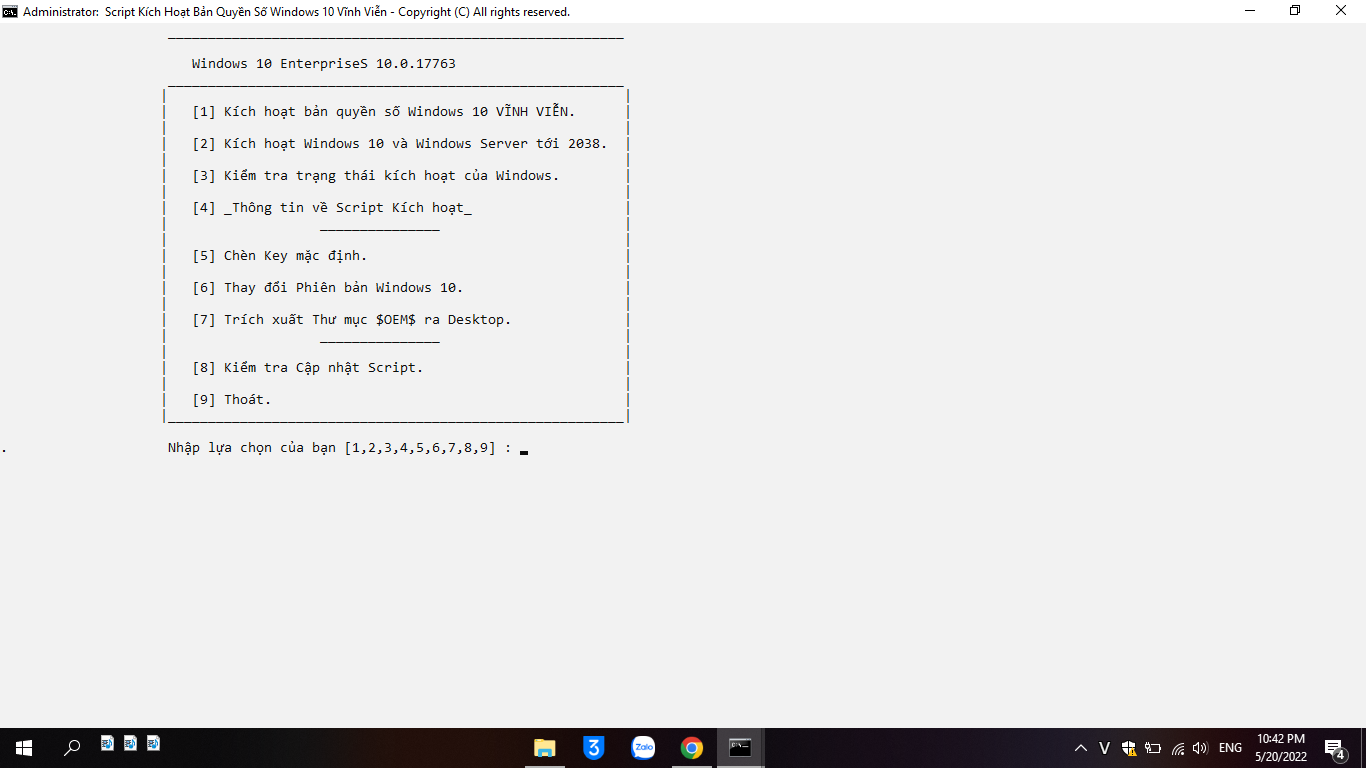 Administrator: Script Kích Hoạt Bản Quyền Số Windows 10 Vĩnh Viễn - Copyright (C) All rights reserved.
Windows 10 EnterpriseS 10.0.17763
[1] Kích hoạt bản quyền số Windows 10 VĨNH VIỄN.
[2] Kích hoạt Windows 10 và Windows Server tới 2038.
[3] Kiểm tra trạng thái kích hoạt của Windows.
[4] _Thông tin về Script Kích hoạt_
[5] Chèn Key mặc định.
[6] Thay đổi Phiên bản Windows 10.
[7] Trích xuất Thư mục $OEM$ ra Desktop.
[8] Kiểm tra Cập nhật Script.
[9] Thoát.
. Nhập lựa chọn của bạn [1,2,3,4,5,6,7,8,9] :
3 Zalo V ENG 10:42 PM
5/20/2022 4